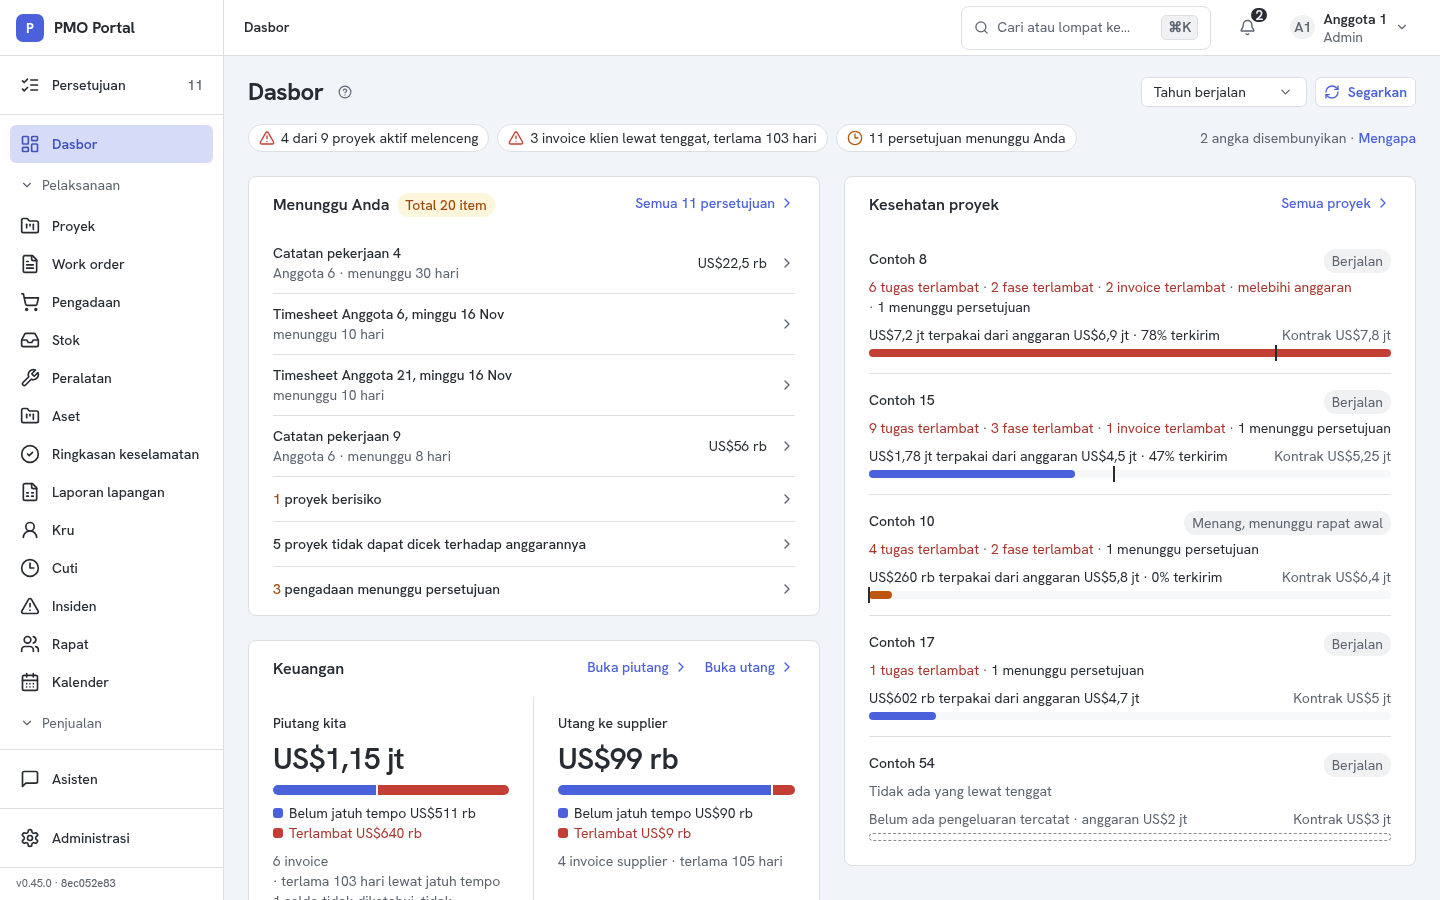 P PMO Portal
Dasbor
Cari atau lompat ke... ⌘K
2
A1
Anggota 1
Admin
Persetujuan 11
Dasbor
Pelaksanaan
Proyek
Work order
Pengadaan
Stok
Peralatan
Aset
Ringkasan keselamatan
Laporan lapangan
Kru
Cuti
Insiden
Rapat
Kalender
Penjualan
Asisten
Administrasi
v0.45.0 · 8ec052e83
Dasbor
Tahun berjalan
Segarkan
4 dari 9 proyek aktif melenceng
3 invoice klien lewat tenggat, terlama 103 hari
11 persetujuan menunggu Anda
2 angka disembunyikan · Mengapa
Menunggu Anda Total 20 item Semua 11 persetujuan
Catatan pekerjaan 4
Anggota 6 · menunggu 30 hari
US$22,5 rb
Timesheet Anggota 6, minggu 16 Nov
menunggu 10 hari
Timesheet Anggota 21, minggu 16 Nov
menunggu 10 hari
Catatan pekerjaan 9
Anggota 6 · menunggu 8 hari
US$56 rb
1 proyek berisiko
5 proyek tidak dapat dicek terhadap anggarannya
3 pengadaan menunggu persetujuan
Keuangan Buka piutang Buka utang
Piutang kita
US$1,15 jt
Belum jatuh tempo US$511 rb
Terlambat US$640 rb
6 invoice
· terlama 103 hari lewat jatuh tempo
Utang ke supplier
US$99 rb
Belum jatuh tempo US$90 rb
Terlambat US$9 rb
4 invoice supplier · terlama 105 hari
Kesehatan proyek Semua proyek
Contoh 8 Berjalan
6 tugas terlambat · 2 fase terlambat · 2 invoice terlambat · melebihi anggaran
· 1 menunggu persetujuan
US$7,2 jt terpakai dari anggaran US$6,9 jt · 78% terkirim Kontrak US$7,8 jt
Contoh 15 Berjalan
9 tugas terlambat · 3 fase terlambat · 1 invoice terlambat · 1 menunggu persetujuan
US$1,78 jt terpakai dari anggaran US$4,5 jt · 47% terkirim Kontrak US$5,25 jt
Contoh 10 Menang, menunggu rapat awal
4 tugas terlambat · 2 fase terlambat · 1 menunggu persetujuan
US$260 rb terpakai dari anggaran US$5,8 jt · 0% terkirim Kontrak US$6,4 jt
Contoh 17 Berjalan
1 tugas terlambat · 1 menunggu persetujuan
US$602 rb terpakai dari anggaran US$4,7 jt Kontrak US$5 jt
Contoh 54 Berjalan
Tidak ada yang lewat tenggat
Belum ada pengeluaran tercatat · anggaran US$2 jt Kontrak US$3 jt